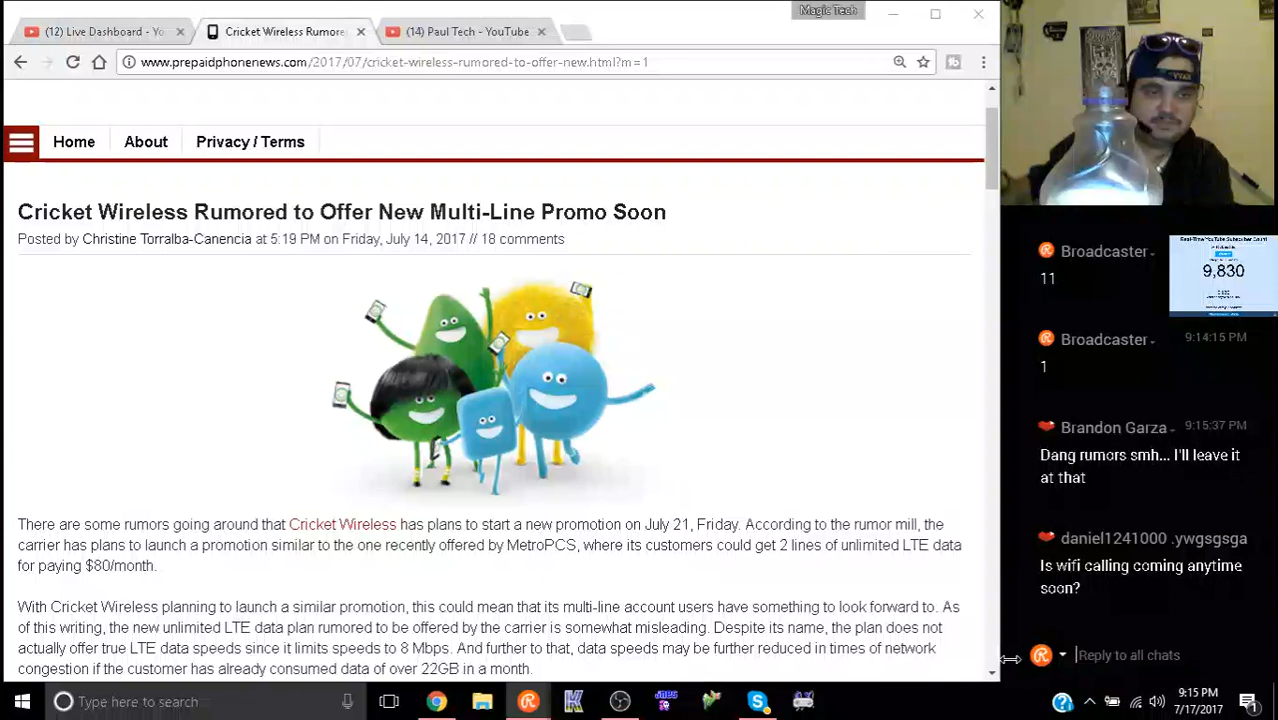 Magic Tech
(12) Live Dashboard - Yo
Cricket Wireless Rumore
(14) Paul Tech - YouTube
www.prepaidphonenews.com/2017/07/cricket-wireless-rumored-to-offer-new.html?m=1
Home About Privacy / Terms
Cricket Wireless Rumored to Offer New Multi-Line Promo Soon
Posted by Christine Torralba-Canencia at 5:19 PM on Friday, July 14, 2017 // 18 comments
There are some rumors going around that Cricket Wireless has plans to start a new promotion on July 21, Friday. According to the rumor mill, the
carrier has plans to launch a promotion similar to the one recently offered by MetroPCS, where its customers could get 2 lines of unlimited LTE data
for paying $80/month.
With Cricket Wireless planning to launch a similar promotion, this could mean that its multi-line account users have something to look forward to. As
of this writing, the new unlimited LTE data plan rumored to be offered by the carrier is somewhat misleading. Despite its name, the plan does not
actually offer true LTE data speeds since it limits speeds to 8 Mbps. And further to that, data speeds may be further reduced in times of network
congestion if the customer has already consumed data of over 22GB in a month.
Broadcaster
11
Real-Time YouTube Subscriber Count
9,830
Broadcaster 9:14:15 PM
1
Brandon Garza 9:15:37 PM
Dang rumors smh... I'll leave it
at that
daniel1241000 .ywgsgsga
Is wifi calling coming anytime
soon?
Reply to all chats
Type here to search
9:15 PM
7/17/2017
1